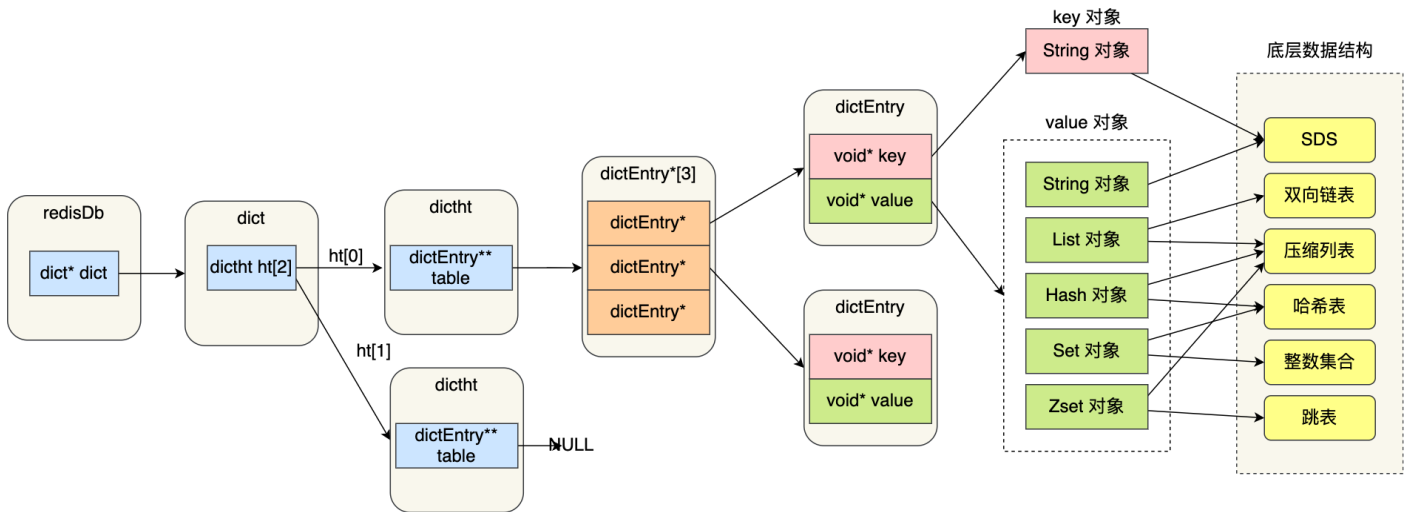 redisDb
dict* dict
dict
dictht ht[2]
ht[0]
ht[1]
dictht
dictEntry**
table
dictht
dictEntry**
table
NULL
dictEntry*[3]
dictEntry*
dictEntry*
dictEntry*
dictEntry
void* key
void* value
dictEntry
void* key
void* value
key 对象
String 对象
value 对象
String 对象
List 对象
Hash 对象
Set 对象
Zset 对象
底层数据结构
SDS
双向链表
压缩列表
哈希表
整数集合
跳表